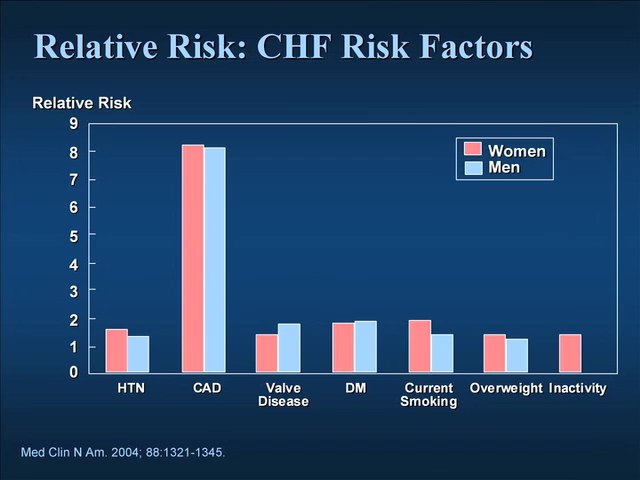 Relative Risk: CHF Risk Factors
Relative Risk
9
8
7
6
5
4
3
2
1
0
Women
Men
HTN
CAD
Valve
Disease
DM
Current
Smoking
Overweight
Inactivity
Med Clin N Am. 2004; 88:1321-1345.